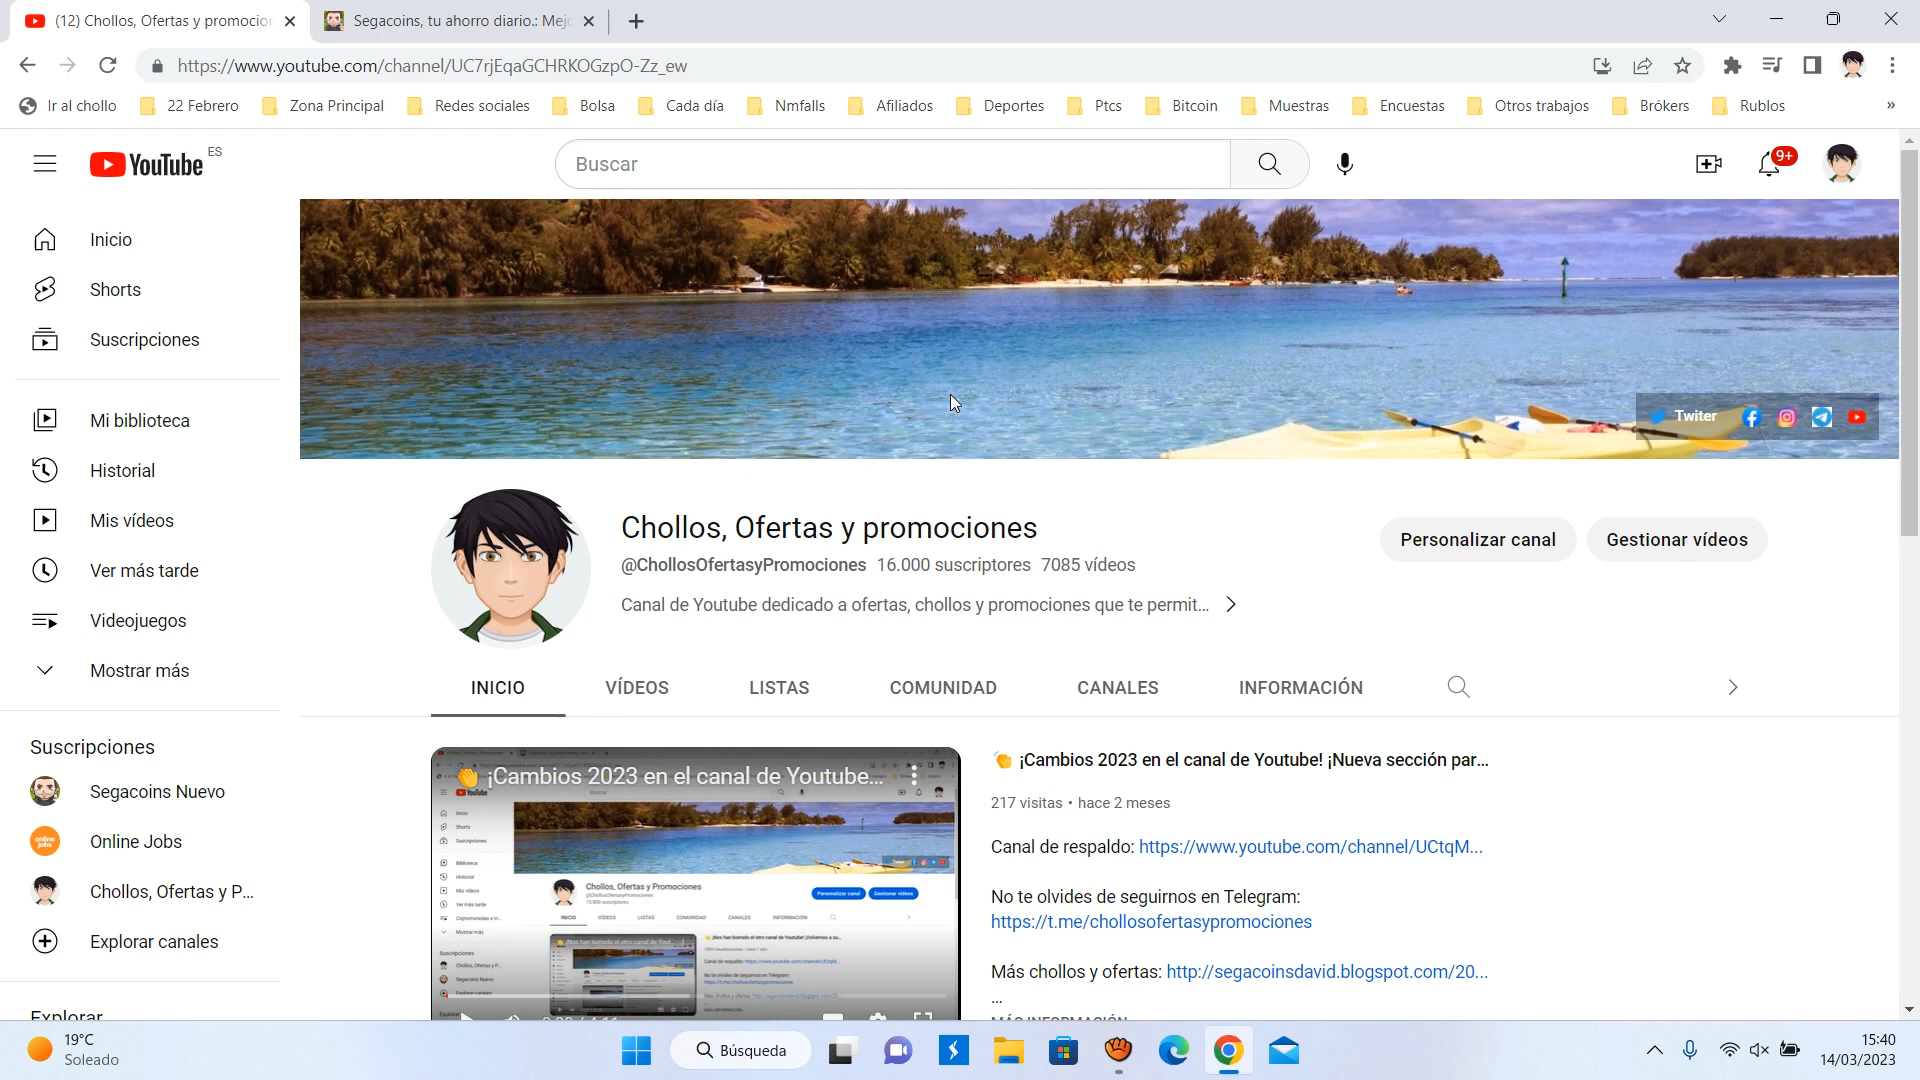 (12) Chollos, Ofertas y promocion
Segacoins, tu ahorro diario.: Mejo
https://www.youtube.com/channel/UC7rjEqaGCHRKOGzpO-Zz_ew
Ir al chollo
22 Febrero
Zona Principal
Redes sociales
Bolsa
Cada día
Nmfalls
Afiliados
Deportes
Ptcs
Bitcoin
Muestras
Encuestas
Otros trabajos
Brókers
Rublos
»
YouTube ES
Buscar
9+
Inicio
Shorts
Suscripciones
Mi biblioteca
Historial
Mis vídeos
Ver más tarde
Videojuegos
Mostrar más
Suscripciones
Segacoins Nuevo
Online Jobs
Chollos, Ofertas y P...
Explorar canales
Explorar
Twiter
Chollos, Ofertas y promociones
@ChollosOfertasyPromociones 16.000 suscriptores 7085 vídeos
Canal de Youtube dedicado a ofertas, chollos y promociones que te permit...
Personalizar canal
Gestionar vídeos
INICIO
VÍDEOS
LISTAS
COMUNIDAD
CANALES
INFORMACIÓN
¡Cambios 2023 en el canal de Youtube...
Chollos, Ofertas y Promociones
¡Cambios 2023 en el canal de Youtube! ¡Nueva sección par...
217 visitas • hace 2 meses
Canal de respaldo: https://www.youtube.com/channel/UCtqM...
No te olvides de seguirnos en Telegram:
https://t.me/chollosofertasypromociones
Más chollos y ofertas: http://segacoinsdavid.blogspot.com/20...
...
MÁS INFORMACIÓN
19°C
Soleado
Búsqueda
15:40
14/03/2023